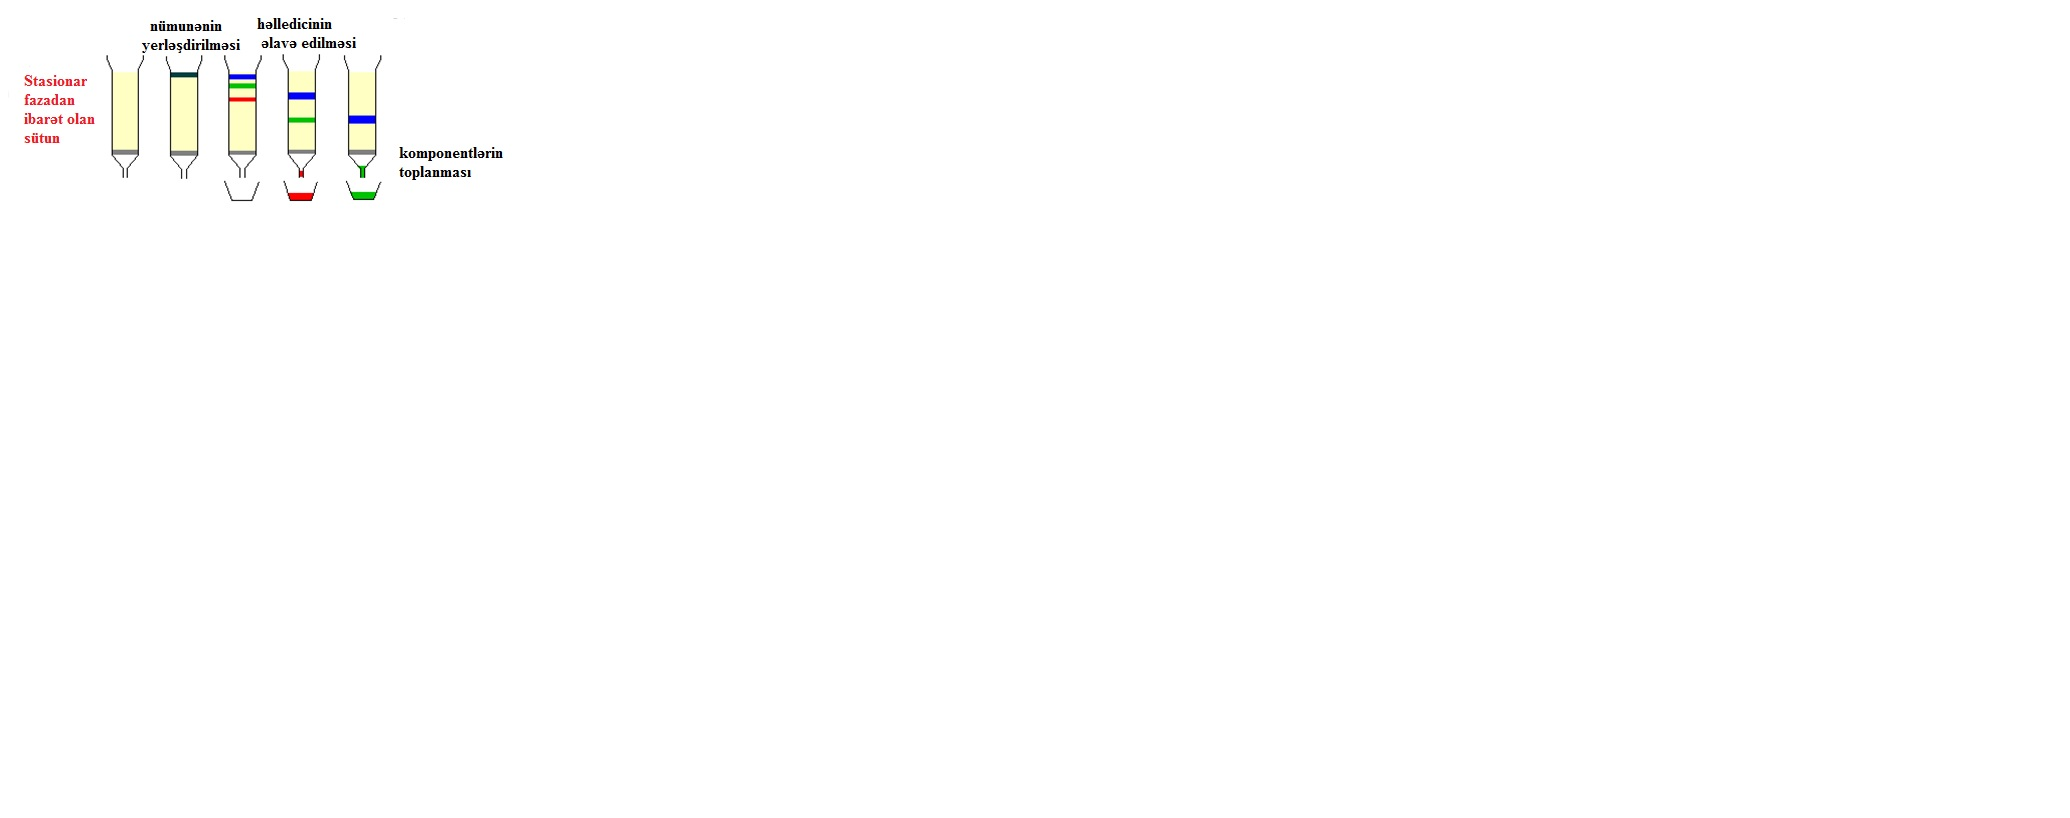 nümunənin
yerləşdirilməsi
həlledicinin
əlavə edilməsi
Stasionar
fazadan
ibarət olan
sütun
komponentlərin
toplanması